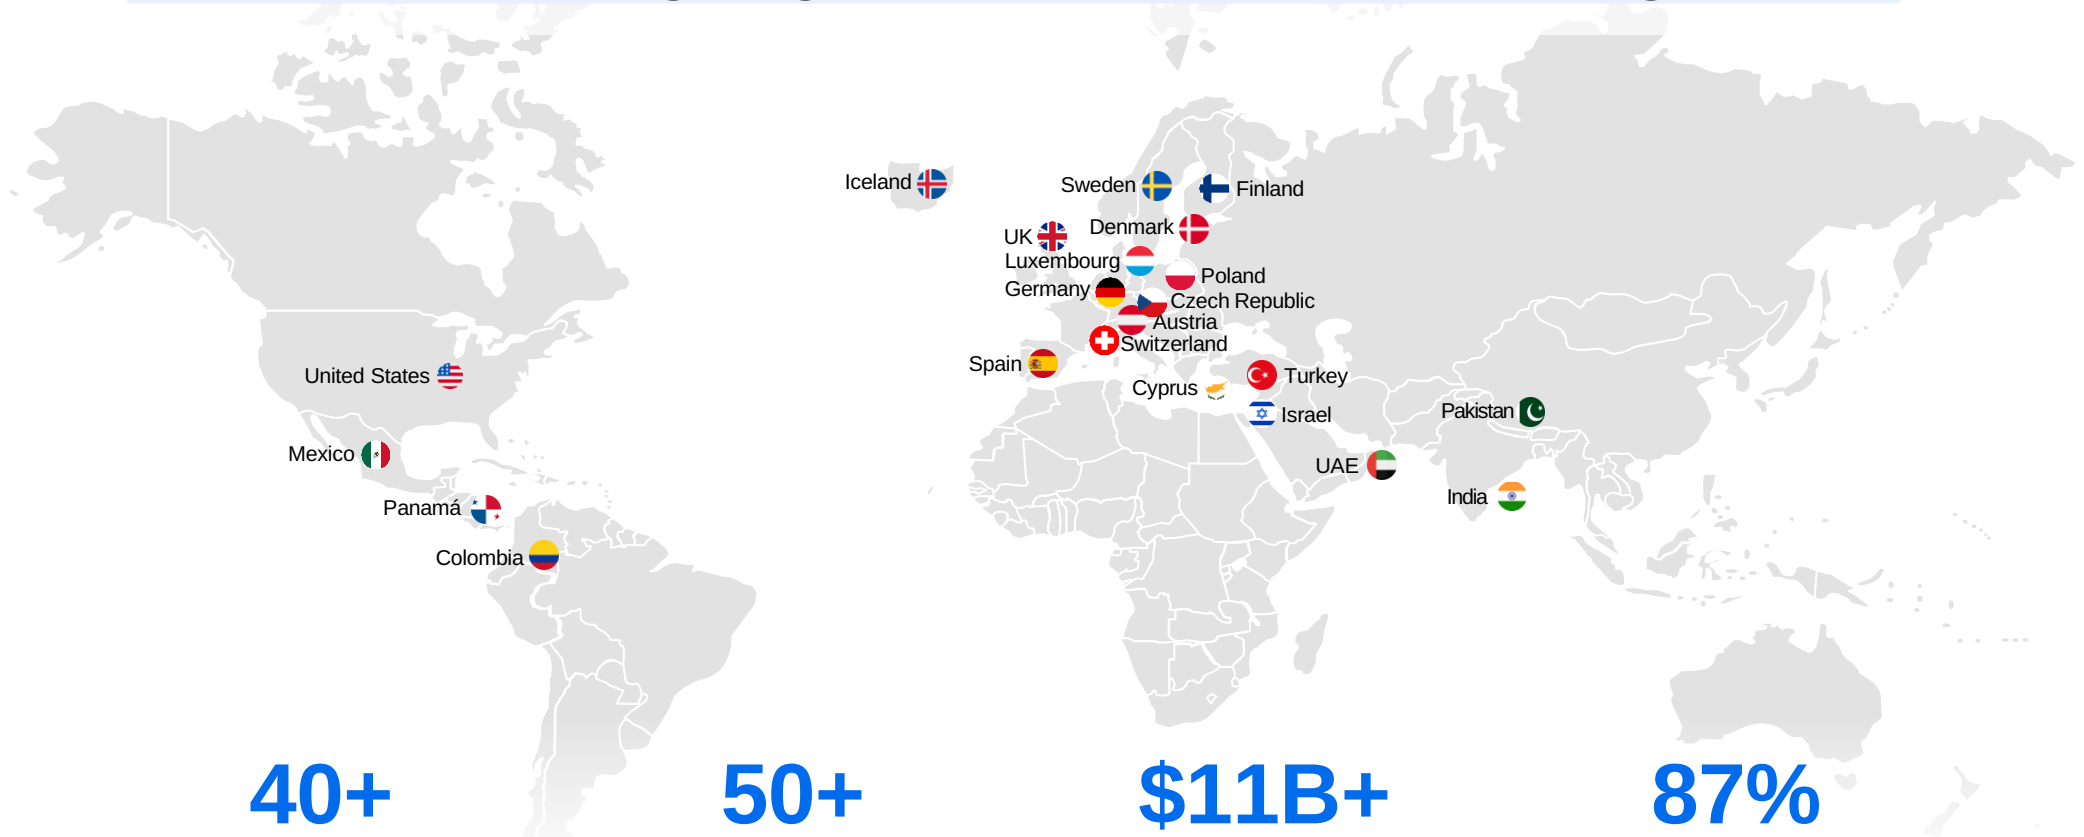 Iceland
Sweden
Finland
UK
Denmark
Luxembourg
Poland
Germany
Czech Republic
Austria
Switzerland
Spain
United States
Turkey
Cyprus
Pakistan
Israel
Mexico
UAE
India
Panamá
Colombia
40+
50+
$11B+
87%